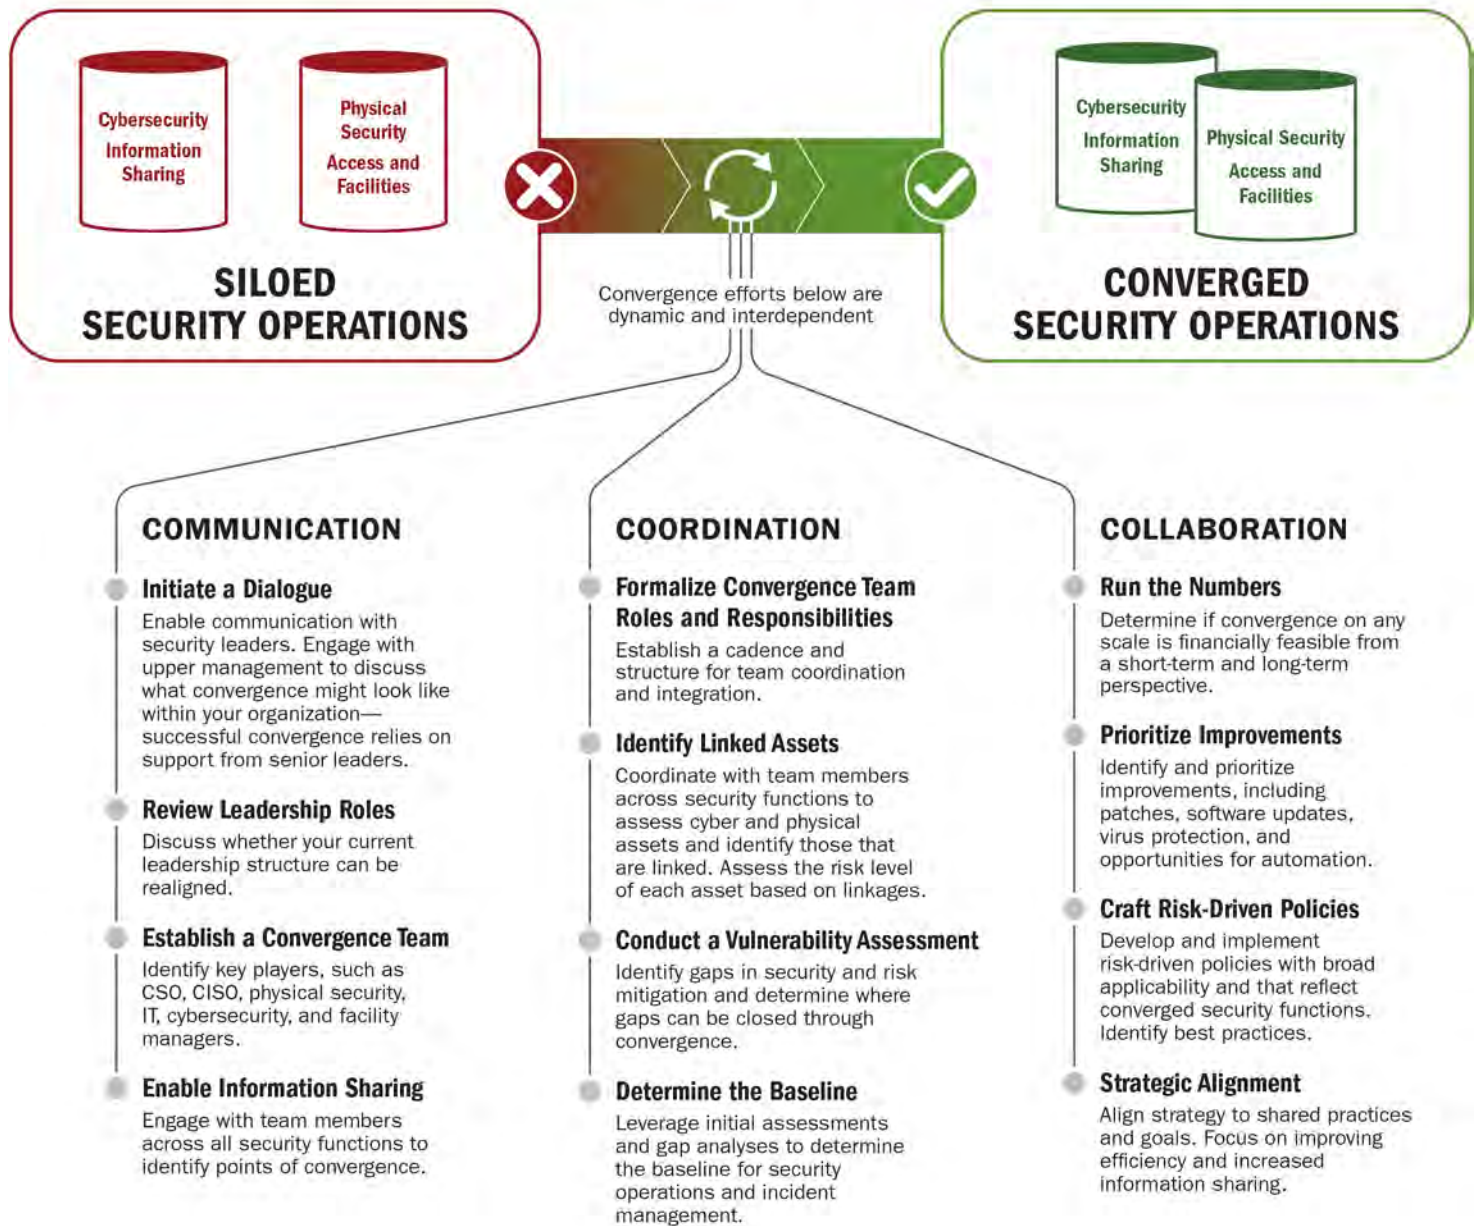 Cybersecurity
Information
Sharing
Physical
Security
Access and
Facilities
SILOED
SECURITY OPERATIONS
Convergence efforts below are
dynamic and interdependent
Cybersecurity
Information
Sharing
Physical Security
Access and
Facilities
CONVERGED
SECURITY OPERATIONS
COMMUNICATION
Initiate a Dialogue
Enable communication with
security leaders. Engage with
upper management to discuss
what convergence might look like
within your organization—
successful convergence relies on
support from senior leaders.
Review Leadership Roles
Discuss whether your current
leadership structure can be
realigned.
Establish a Convergence Team
Identify key players, such as
CSO, CISO, physical security,
IT, cybersecurity, and facility
managers.
Enable Information Sharing
Engage with team members
across all security functions to
identify points of convergence.
COORDINATION
Formalize Convergence Team
Roles and Responsibilities
Establish a cadence and
structure for team coordination
and integration.
Identify Linked Assets
Coordinate with team members
across security functions to
assess cyber and physical
assets and identify those that
are linked. Assess the risk level
of each asset based on linkages.
Conduct a Vulnerability Assessment
Identify gaps in security and risk
mitigation and determine where
gaps can be closed through
convergence.
Determine the Baseline
Leverage initial assessments
and gap analyses to determine
the baseline for security
operations and incident
management.
COLLABORATION
Run the Numbers
Determine if convergence on any
scale is financially feasible from
a short-term and long-term
perspective.
Prioritize Improvements
Identify and prioritize
improvements, including
patches, software updates,
virus protection, and
opportunities for automation.
Craft Risk-Driven Policies
Develop and implement
risk-driven policies with broad
applicability and that reflect
converged security functions.
Identify best practices.
Strategic Alignment
Align strategy to shared practices
and goals. Focus on improving
efficiency and increased
information sharing.